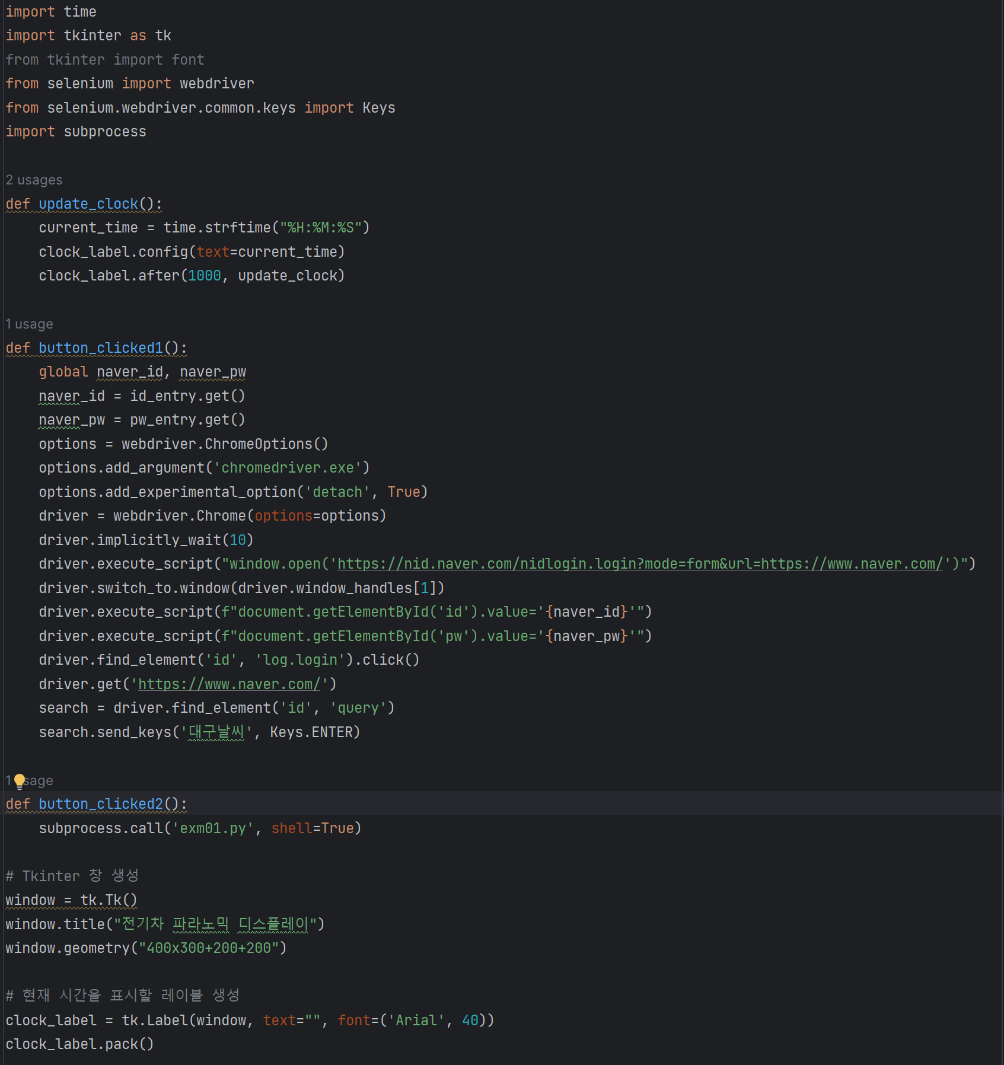 import time
import tkinter as tk
from tkinter import font
from selenium import webdriver
from selenium.webdriver.common.keys import Keys
import subprocess
2 usages
def update_clock():
    current_time = time.strftime("%H:%M:%S")
    clock_label.config(text=current_time)
    clock_label.after(1000, update_clock)
1 usage
def button_clicked1():
    global naver_id, naver_pw
    naver_id = id_entry.get()
    naver_pw = pw_entry.get()
    options = webdriver.ChromeOptions()
    options.add_argument('chromedriver.exe')
    options.add_experimental_option('detach', True)
    driver = webdriver.Chrome(options=options)
    driver.implicitly_wait(10)
    driver.execute_script("window.open('https://nid.naver.com/nidlogin.login?mode=form&url=https://www.naver.com/')")
    driver.switch_to.window(driver.window_handles[1])
    driver.execute_script(f"document.getElementById('id').value='{naver_id}'")
    driver.execute_script(f"document.getElementById('pw').value='{naver_pw}'")
    driver.find_element('id', 'log.login').click()
    driver.get('https://www.naver.com/')
    search = driver.find_element('id', 'query')
    search.send_keys('대구날씨', Keys.ENTER)
1 usage
def button_clicked2():
    subprocess.call('exm01.py', shell=True)
# Tkinter 창 생성
window = tk.Tk()
window.title("전기차 파라노믹 디스플레이")
window.geometry("400x300+200+200")
# 현재 시간을 표시할 레이블 생성
clock_label = tk.Label(window, text="", font=('Arial', 40))
clock_label.pack()